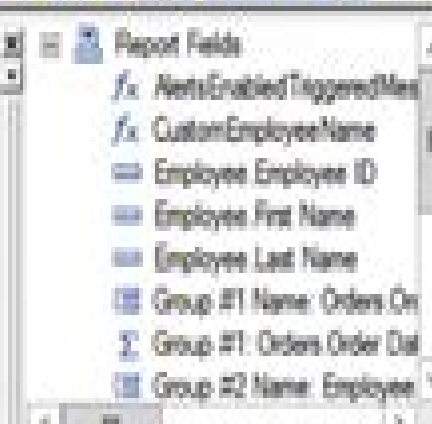 Report Fields
AlertsEnabledTriggeredMes
CustomEmployeeName
Employee.Employee ID
Employee.First Name
Employee.Last Name
Group #1 Name: Orders.Or
Group #1: Orders.Order Dat
Group #2 Name: Employee